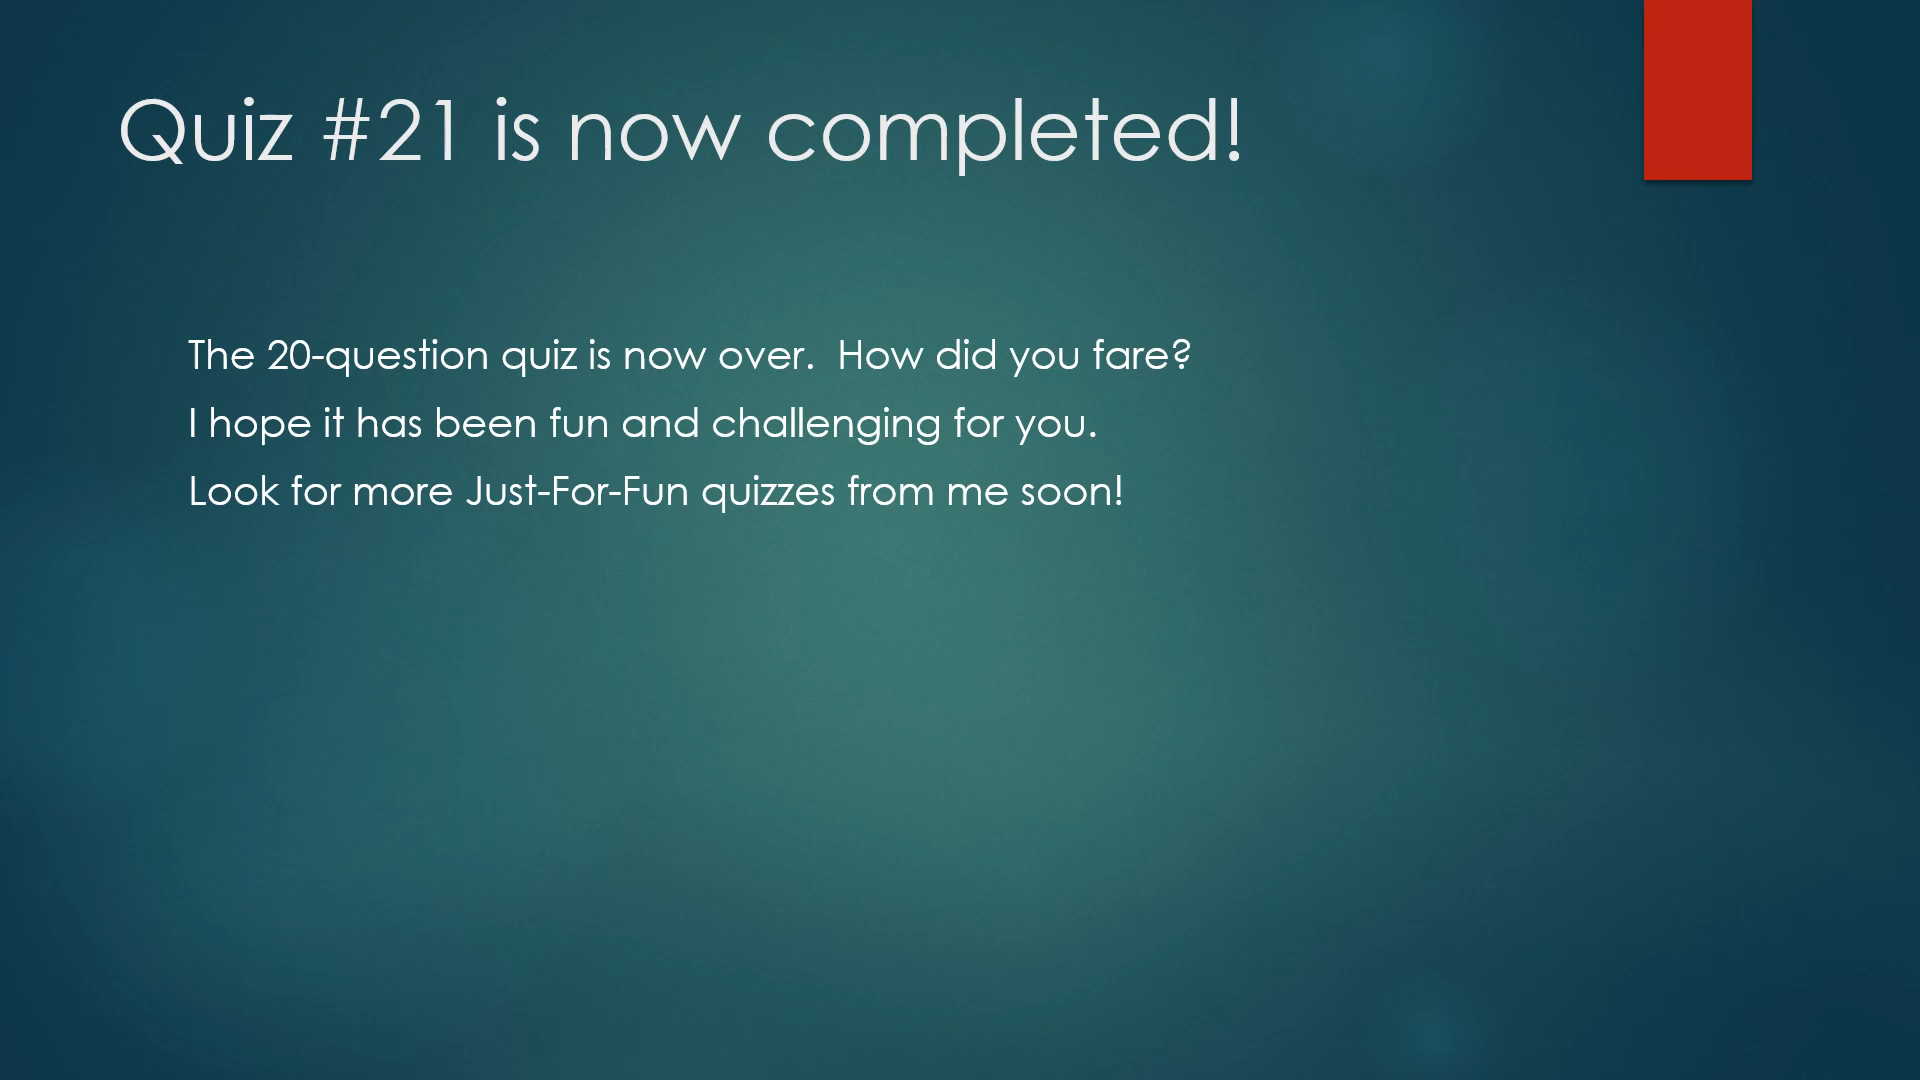 Quiz #21 is now completed!
The 20-question quiz is now over.  How did you fare?
I hope it has been fun and challenging for you.
Look for more Just-For-Fun quizzes from me soon!